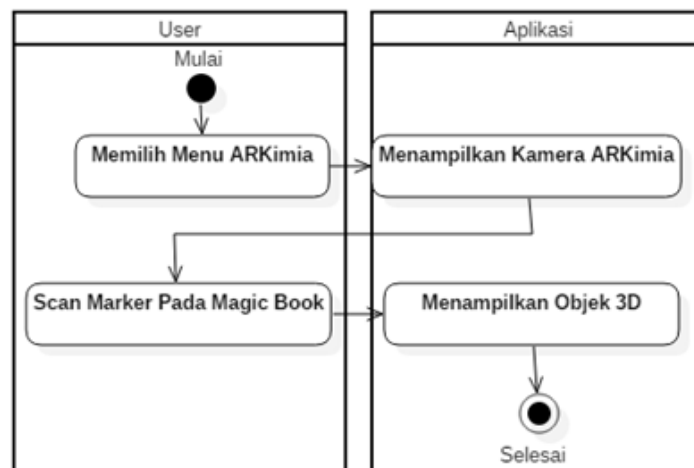 User
Aplikasi
Mulai
Memilih Menu ARKimia
Menampilkan Kamera ARKimia
Scan Marker Pada Magic Book
Menampilkan Objek 3D
Selesai